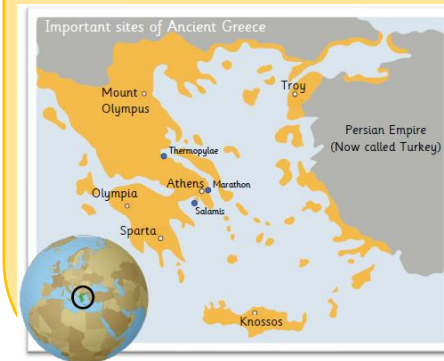 Important sites of Ancient Greece
Mount
Olympus
Troy
Persian Empire
(Now called Turkey)
Thermopylae
Athens
Marathon
Olympia
Salamis
Sparta
Knossos